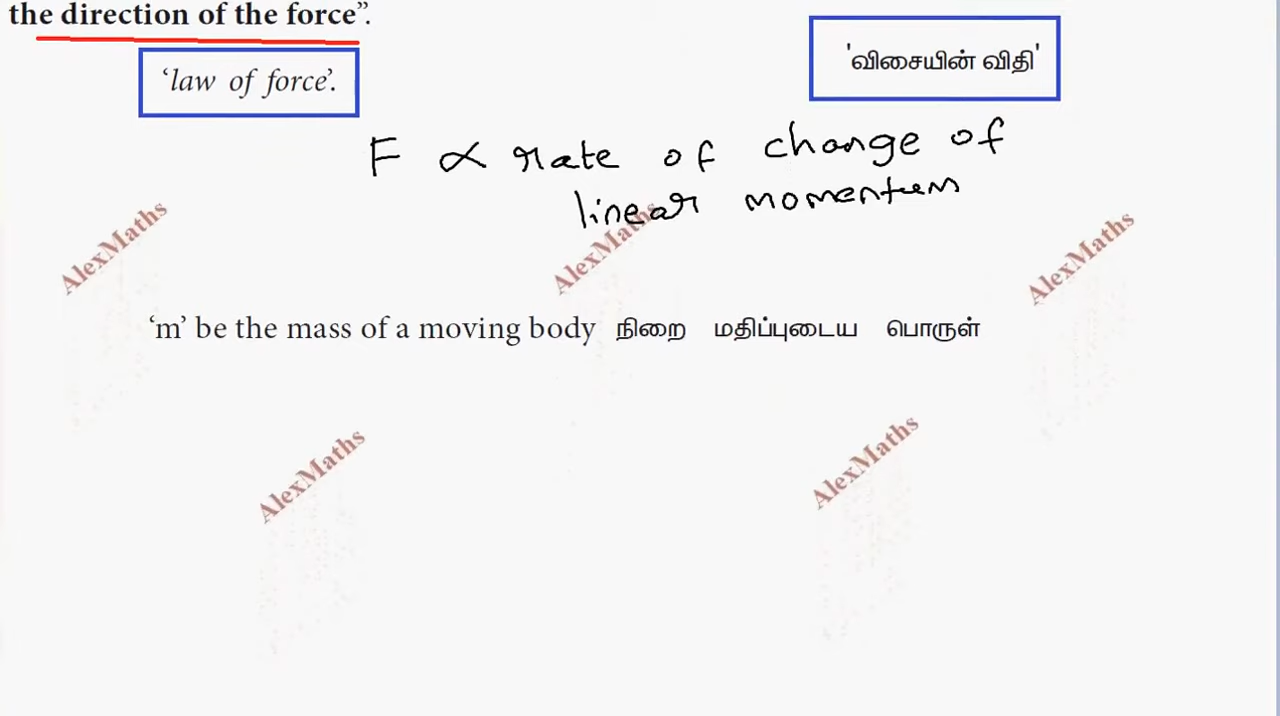 the direction of the force”.
‘law of force’.
'விசையின் விதி'
F ∝ rate of change of
linear momentum
AlexMaths
AlexMaths
AlexMaths
‘m’ be the mass of a moving body நிறை மதிப்புடைய பொருள்
AlexMaths
AlexMaths